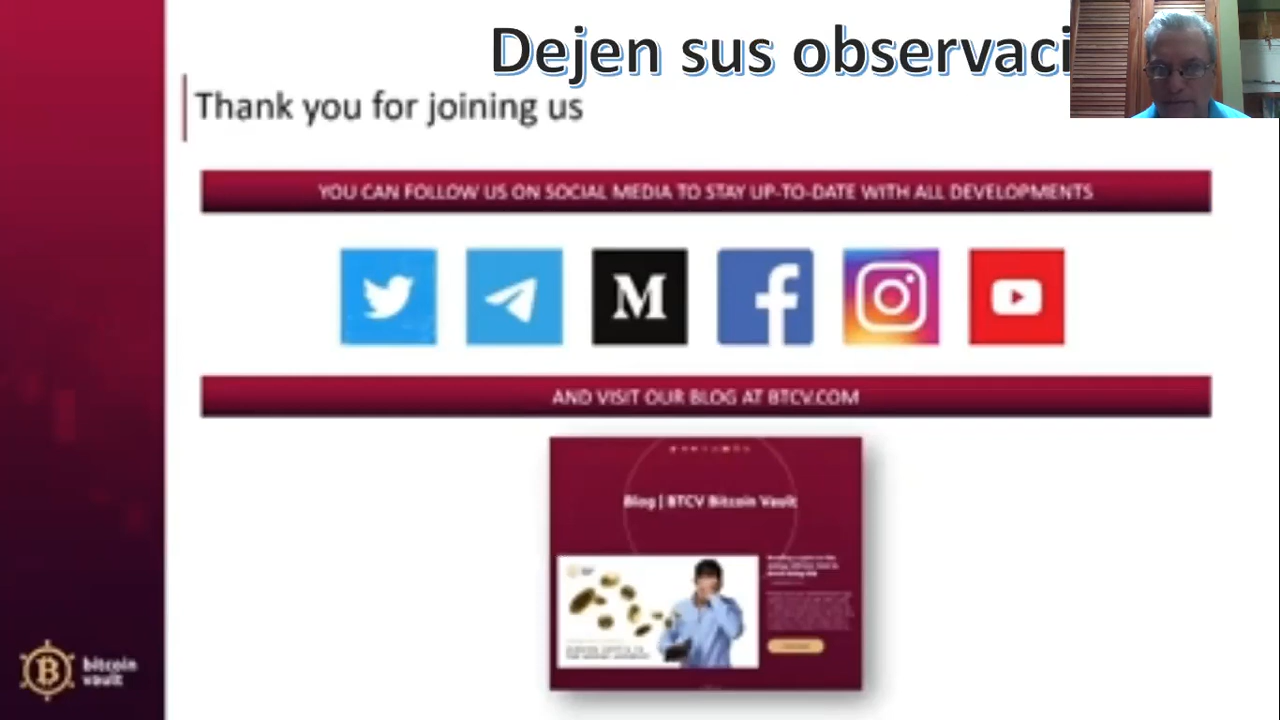 Dejen sus observaci
Thank you for joining us
YOU CAN FOLLOW US ON SOCIAL MEDIA TO STAY UP-TO-DATE WITH ALL DEVELOPMENTS
M
AND VISIT OUR BLOG AT BTCV.COM
Blog | BTCV Bitcoin Vault
bitcoin
vault